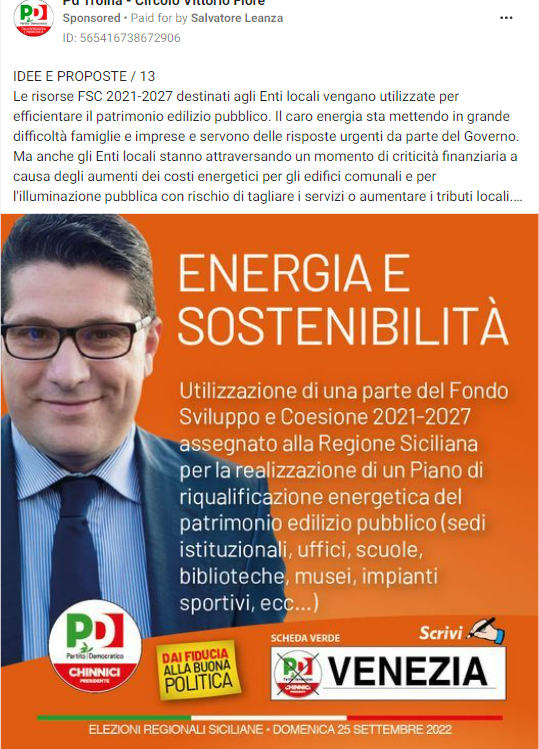 Pd Troina - Circolo Vittorio Fiore
Sponsored • Paid for by Salvatore Leanza
ID: 565416738672906
IDEE E PROPOSTE / 13
Le risorse FSC 2021-2027 destinati agli Enti locali vengano utilizzate per
efficientare il patrimonio edilizio pubblico. Il caro energia sta mettendo in grande
difficoltà famiglie e imprese e servono delle risposte urgenti da parte del Governo.
Ma anche gli Enti locali stanno attraversando un momento di criticità finanziaria a
causa degli aumenti dei costi energetici per gli edifici comunali e per
l'illuminazione pubblica con rischio di tagliare i servizi o aumentare i tributi locali....
ENERGIA E
SOSTENIBILITÀ
Utilizzazione di una parte del Fondo
Sviluppo e Coesione 2021-2027
assegnato alla Regione Siciliana
per la realizzazione di un Piano di
riqualificazione energetica del
patrimonio edilizio pubblico (sedi
istituzionali, uffici, scuole,
biblioteche, musei, impianti
sportivi, ecc...)
PD
Partito Democratico
CHINNICI
PRESIDENTE
DAI FIDUCIA
ALLA BUONA
POLITICA
SCHEDA VERDE
Scrivi
PD
Partito Democratico
CHINNICI
PRESIDENTE
VENEZIA
ELEZIONI REGIONALI SICILIANE • DOMENICA 25 SETTEMBRE 2022